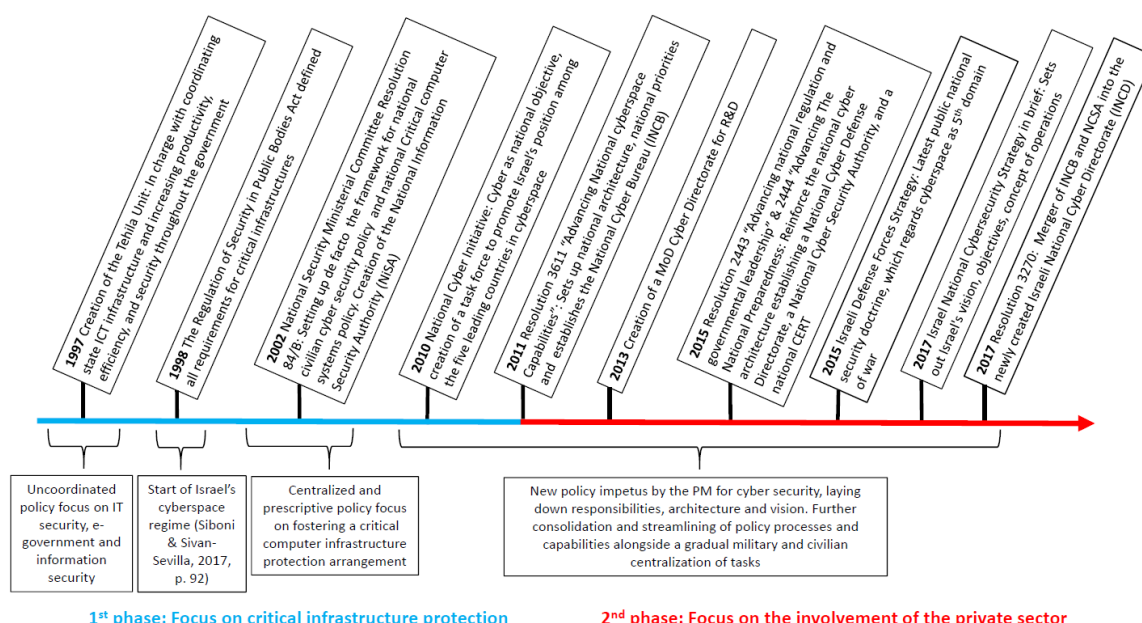 1997 Creation of the Tehila Unit: In charge with coordinating
state ICT infrastructure and increasing productivity,
efficiency, and security throughout the government
1998 The Regulation of Security in Public Bodies Act defined
all requirements for critical infrastructures
2002 National Security Ministerial Committee Resolution
84/B: Setting up de facto the framework for national
civilian cyber security policy and national Critical computer
systems policy. Creation of the National Information
Security Authority (NISA)
2010 National Cyber Initiative: Cyber as national objective,
creation of a task force to promote Israel's position among
the five leading countries in cyberspace
2011 Resolution 3611 "Advancing National cyberspace
Capabilities": Sets up national architecture, national priorities
and establishes the National Cyber Bureau (INCB)
2013 Creation of a MoD Cyber Directorate for R&D
2015 Resolution 2443 "Advancing national regulation and
governmental leadership" & 2444 "Advancing The
National Preparedness: Reinforce the national cyber
architecture establishing a National Cyber Defense
Directorate, a National Cyber Security Authority, and a
national CERT
2015 Israeli Defense Forces Strategy: Latest public national
security doctrine, which regards cyberspace as 5th domain
of war
2017 Israel National Cybersecurity Strategy in brief: Sets
out Israel's vision, objectives, concept of operations
2017 Resolution 3270: Merger of INCB and NCSA into the
newly created Israeli National Cyber Directorate (INCD)
Uncoordinated
policy focus on IT
security, e-
government and
information
security
Start of Israel's
cyberspace
regime (Siboni
& Sivan-
Sevilla, 2017,
p. 92)
Centralized and
prescriptive policy focus
on fostering a critical
computer infrastructure
protection arrangement
New policy impetus by the PM for cyber security, laying
down responsibilities, architecture and vision. Further
consolidation and streamlining of policy processes and
capabilities alongside a gradual military and civilian
centralization of tasks
1st phase: Focus on critical infrastructure protection
2nd phase: Focus on the involvement of the private sector